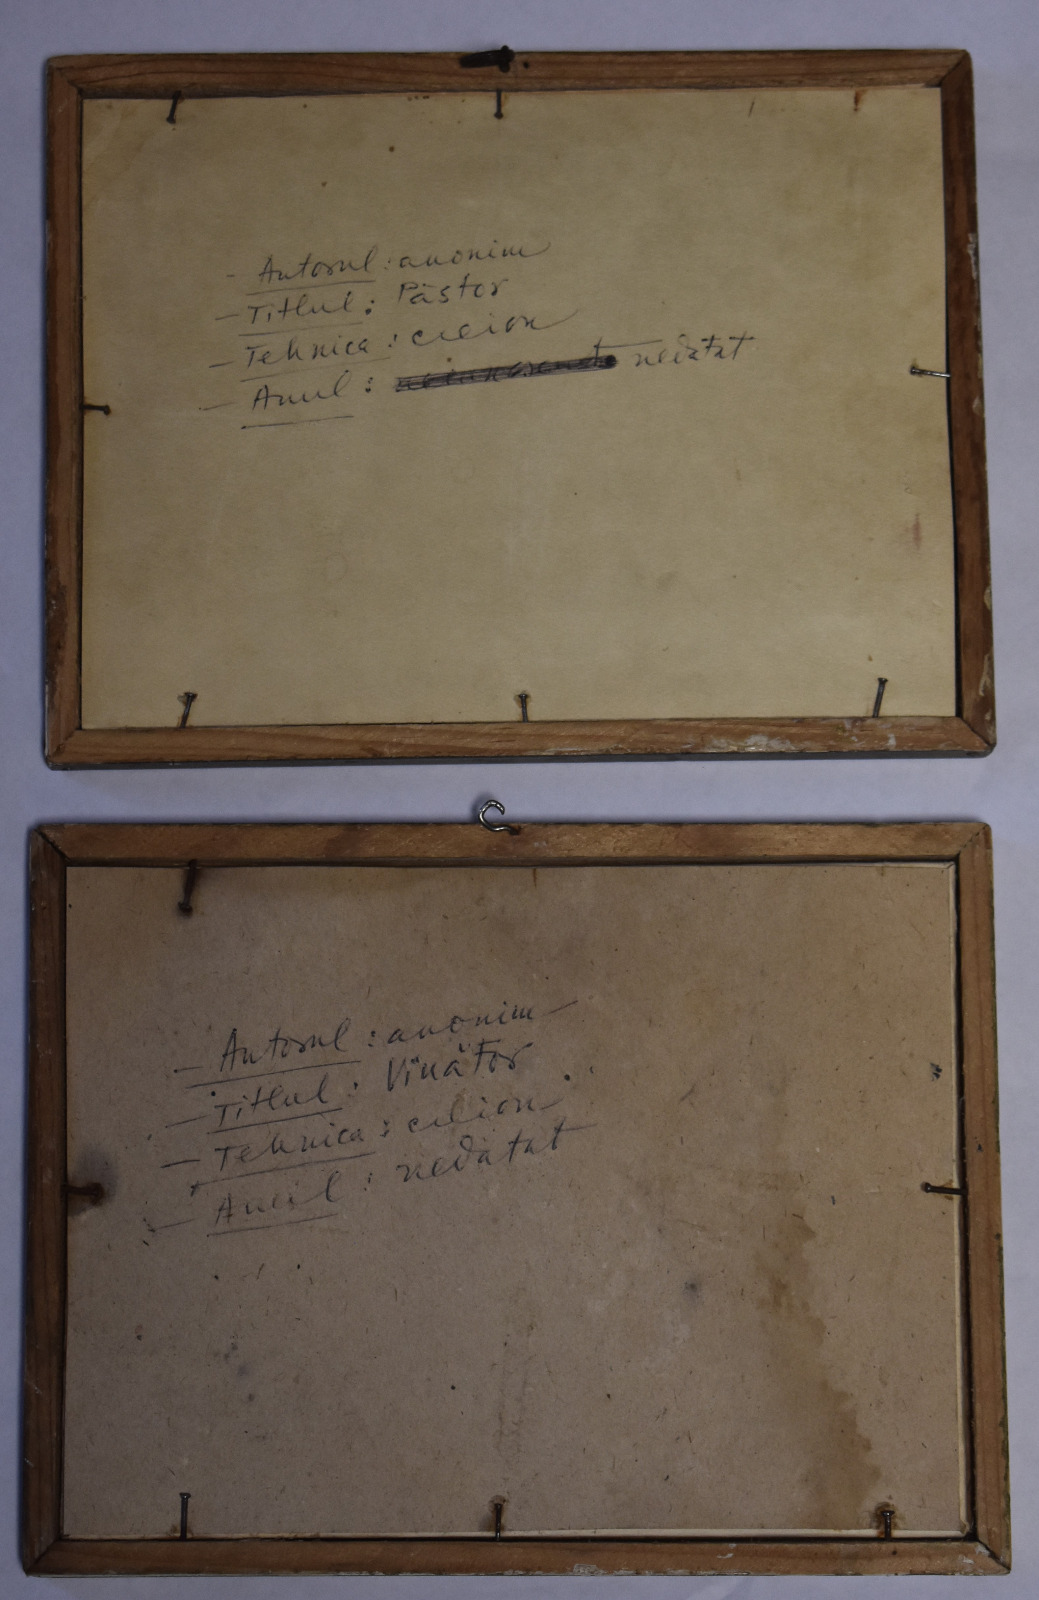 - Autorul : anonim
- Titlul : Păstor
- Tehnica : creion
- Anul : nedatat
- Autorul : anonim
- Titlul : Vînător
- Tehnica : creion
- Anul : nedatat